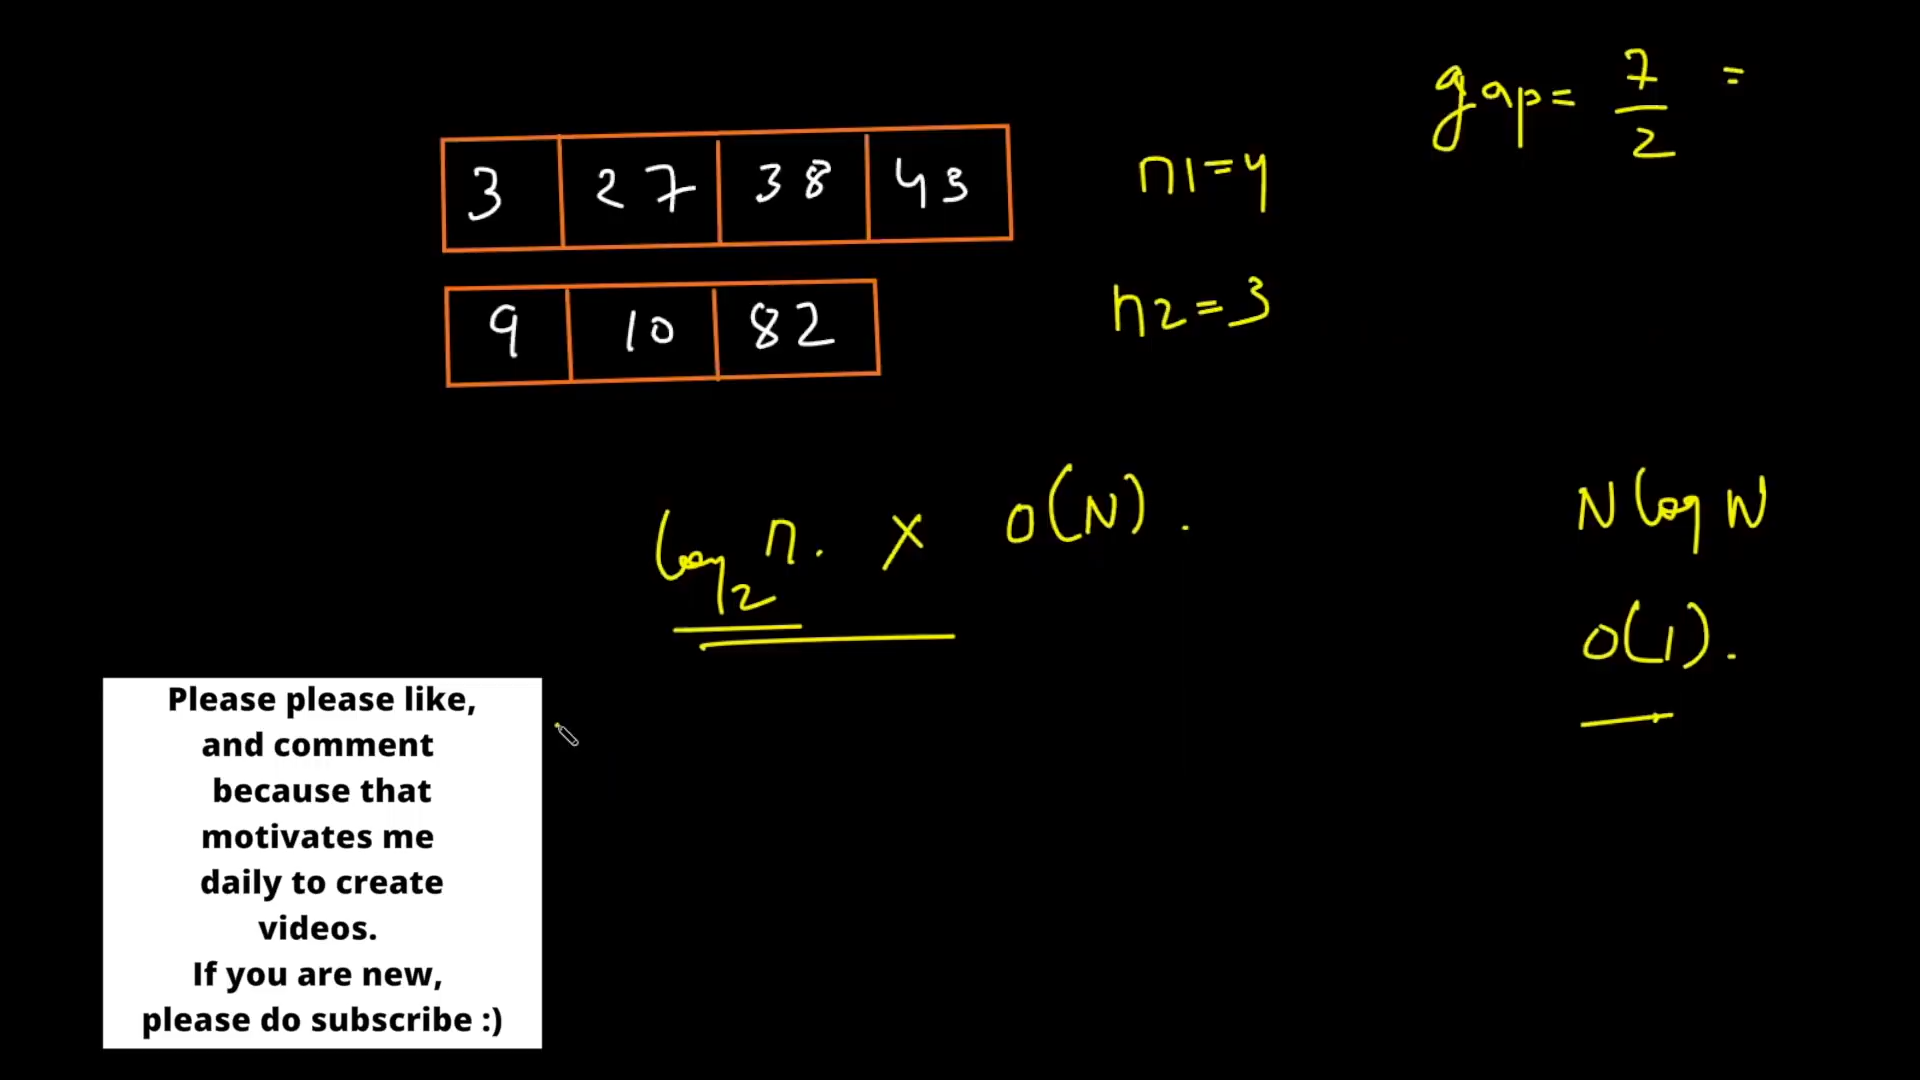 gap= 7/2 =
3 27 38 43
n1=4
9 10 82
n2=3
log₂ n. x O(N).
N log N
O(1).
Please please like,
and comment
because that
motivates me
daily to create
videos.
If you are new,
please do subscribe :)